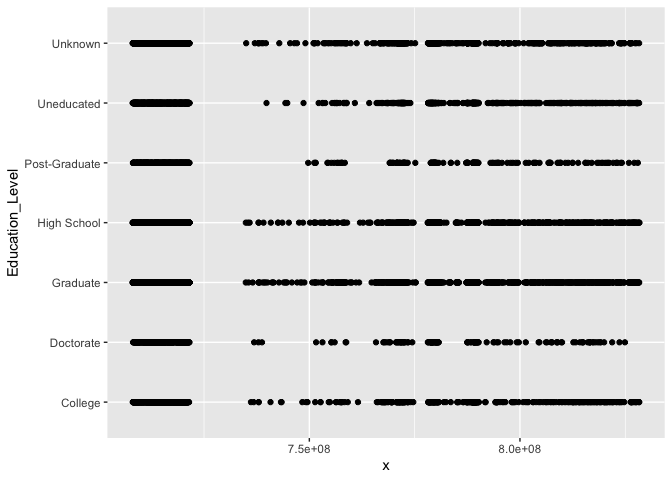 Education_Level
Unknown
Uneducated
Post-Graduate
High School
Graduate
Doctorate
College
7.5e+08
8.0e+08
x